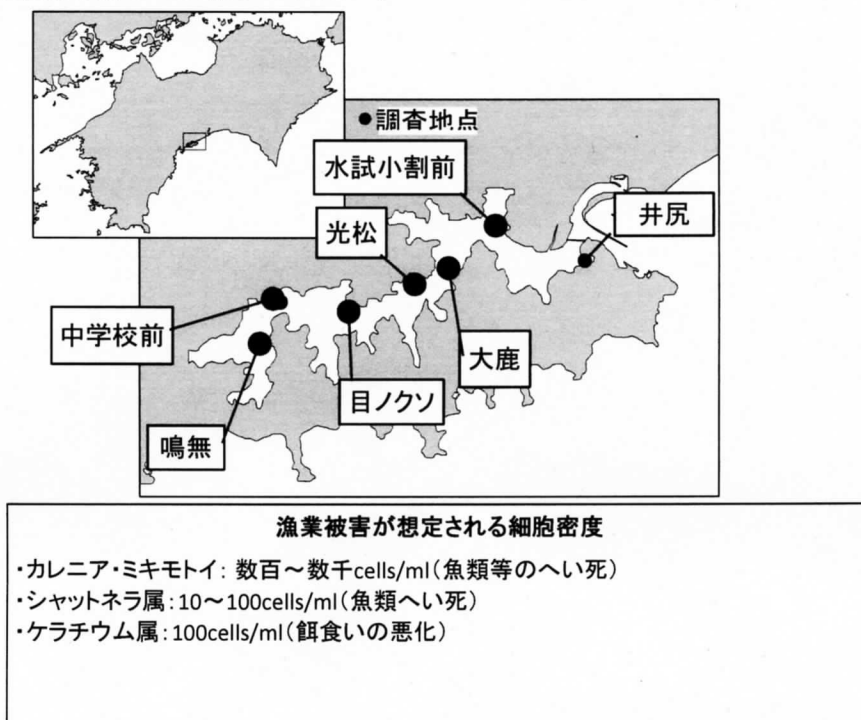 ●調査地点
水試小割前
井尻
光松
中学校前
大鹿
目ノクソ
鳴無
漁業被害が想定される細胞密度
・カレニア・ミキモトイ: 数百～数千cells/ml(魚類等のへい死)
・シャットネラ属:10～100cells/ml(魚類へい死)
・ケラチウム属:100cells/ml(餌食いの悪化)